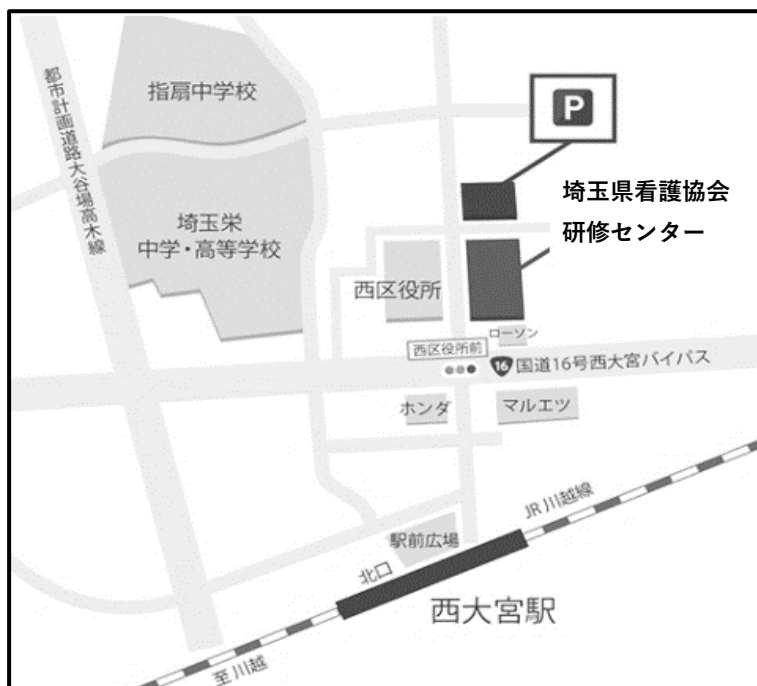 指扇中学校
P
都市計画道路大谷場高木線
埼玉県看護協会
研修センター
埼玉栄
中学・高等学校
西区役所
ローソン
西区役所前
16
国道16号西大宮バイパス
ホンダ
マルエツ
JR川越線
駅前広場
北口
西大宮駅
至川越